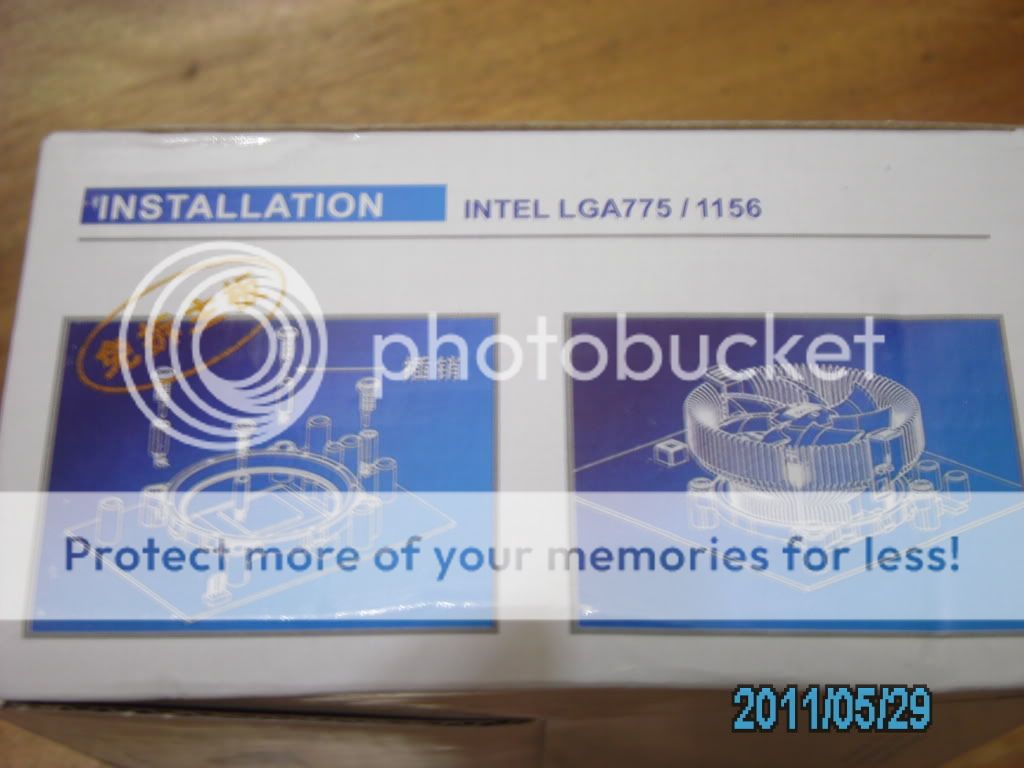 INSTALLATION INTEL LGA775 / 1156
photobucket
Protect more of your memories for less!
2011/05/29